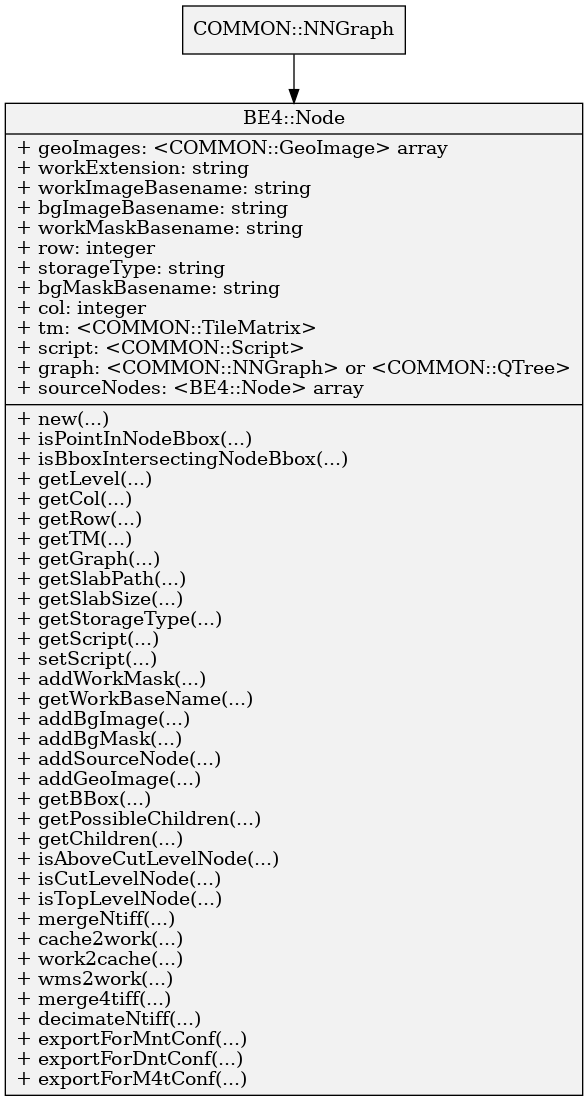 COMMON::NNGraph
BE4::Node
+ geoImages: <COMMON::GeoImage> array
+ workExtension: string
+ workImageBasename: string
+ bgImageBasename: string
+ workMaskBasename: string
+ row: integer
+ storageType: string
+ bgMaskBasename: string
+ col: integer
+ tm: <COMMON::TileMatrix>
+ script: <COMMON::Script>
+ graph: <COMMON::NNGraph> or <COMMON::QTree>
+ sourceNodes: <BE4::Node> array
+ new(...)
+ isPointInNodeBbox(...)
+ isBboxIntersectingNodeBbox(...)
+ getLevel(...)
+ getCol(...)
+ getRow(...)
+ getTM(...)
+ getGraph(...)
+ getSlabPath(...)
+ getSlabSize(...)
+ getStorageType(...)
+ getScript(...)
+ setScript(...)
+ addWorkMask(...)
+ getWorkBaseName(...)
+ addBgImage(...)
+ addBgMask(...)
+ addSourceNode(...)
+ addGeoImage(...)
+ getBBox(...)
+ getPossibleChildren(...)
+ getChildren(...)
+ isAboveCutLevelNode(...)
+ isCutLevelNode(...)
+ isTopLevelNode(...)
+ mergeNtiff(...)
+ cache2work(...)
+ work2cache(...)
+ wms2work(...)
+ merge4tiff(...)
+ decimateNtiff(...)
+ exportForMntConf(...)
+ exportForDntConf(...)
+ exportForM4tConf(...)